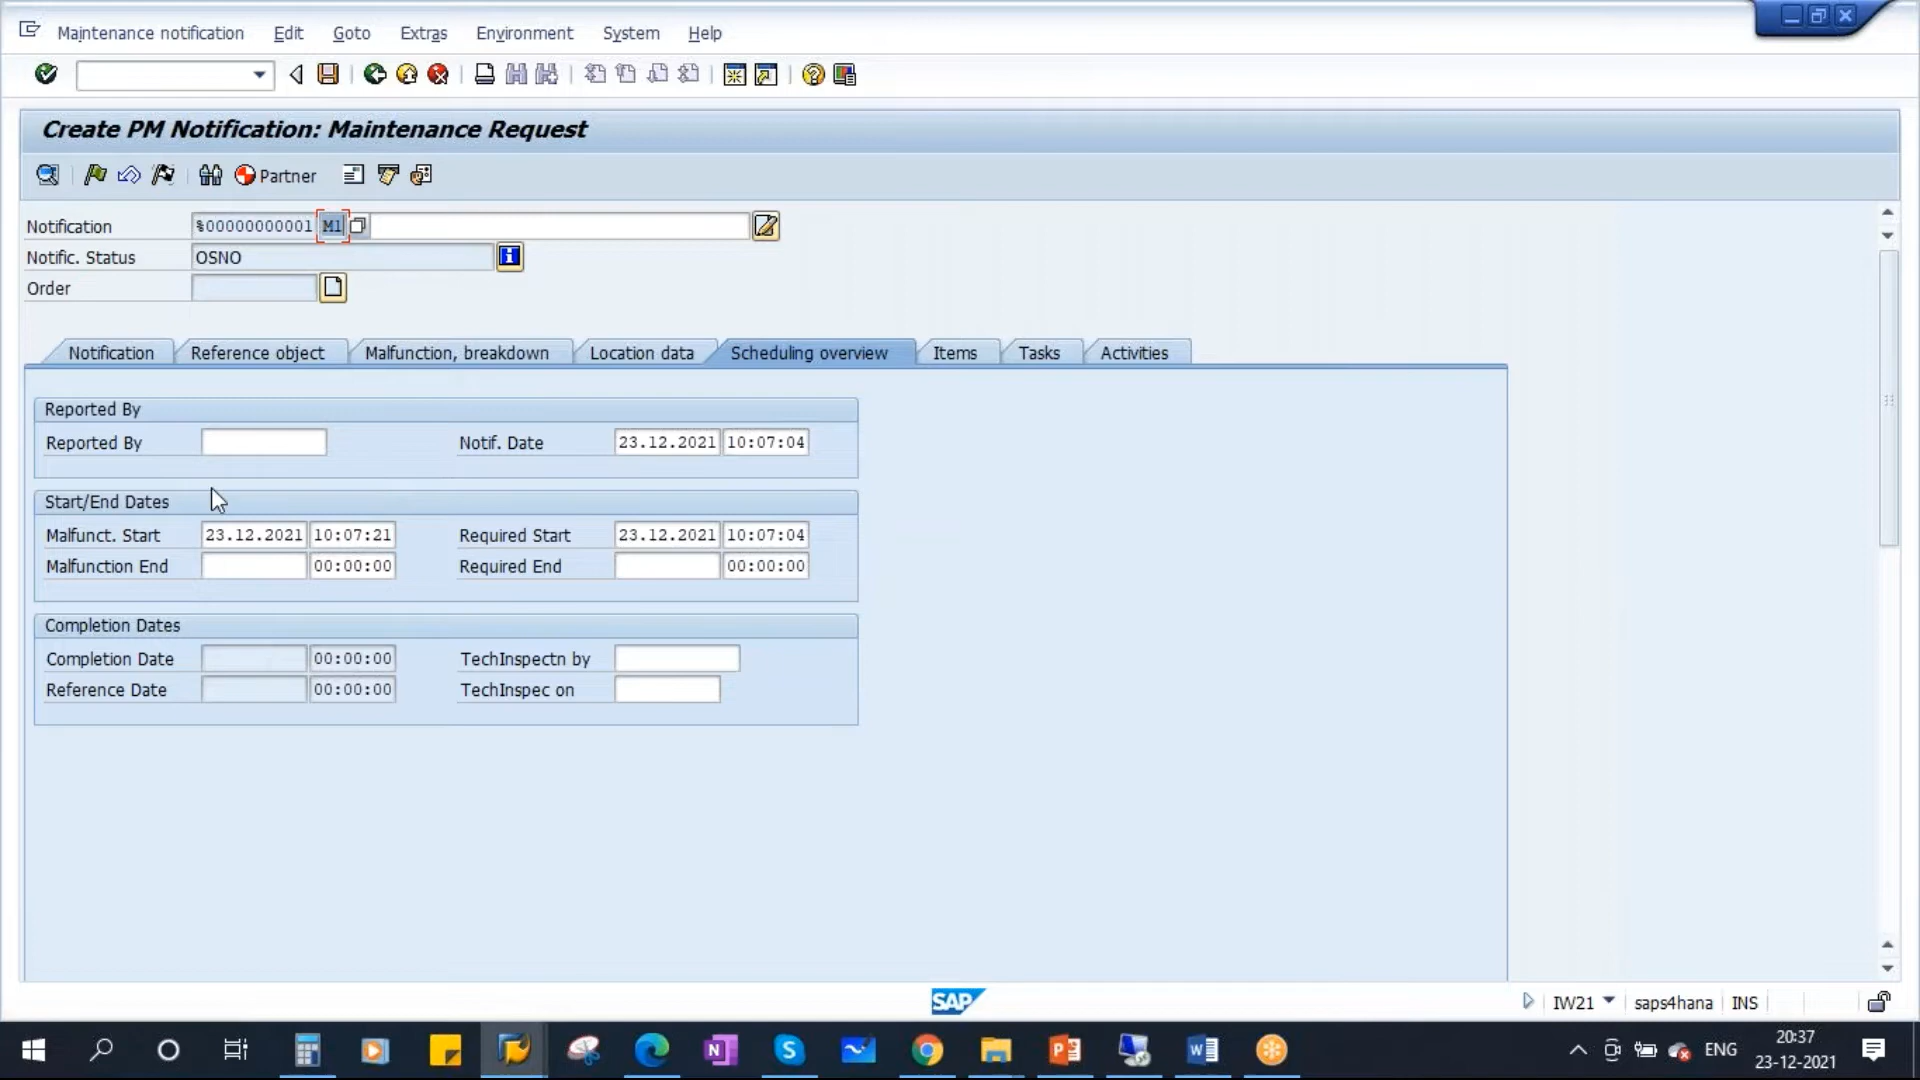 Maintenance notification Edit Goto Extras Environment System Help
Create PM Notification: Maintenance Request
Partner
Notification %00000000001 M1
Notific. Status OSNO
Order
Notification Reference object Malfunction, breakdown Location data Scheduling overview Items Tasks Activities
Reported By
Reported By Notif. Date 23.12.2021 10:07:04
Start/End Dates
Malfunct. Start 23.12.2021 10:07:21 Required Start 23.12.2021 10:07:04
Malfunction End 00:00:00 Required End 00:00:00
Completion Dates
Completion Date 00:00:00 TechInspectn by
Reference Date 00:00:00 TechInspec on
SAP IW21 saps4hana INS
ENG 20:37
23-12-2021